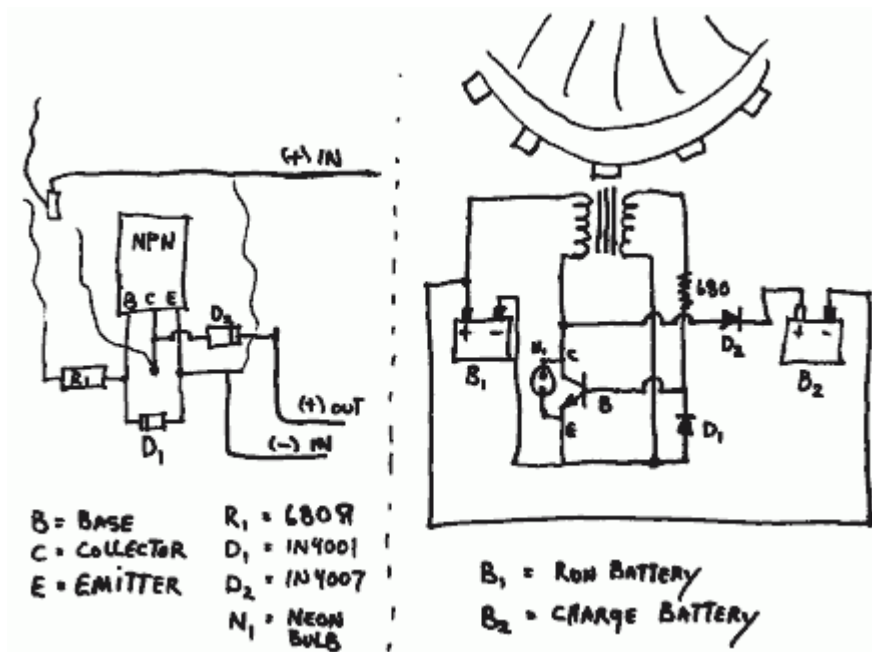 (+) IN
NPN
B C E
D2
R1
D1
(+) OUT
(-) IN
B = BASE
C = COLLECTOR
E = EMITTER
R1 = 680Я
D1 = 1N4001
D2 = 1N4007
N1 = NEON
BULB
680
+ -
B1
N1
C
B
E
D1
D2
+ -
B2
B1 = RUN BATTERY
B2 = CHARGE BATTERY